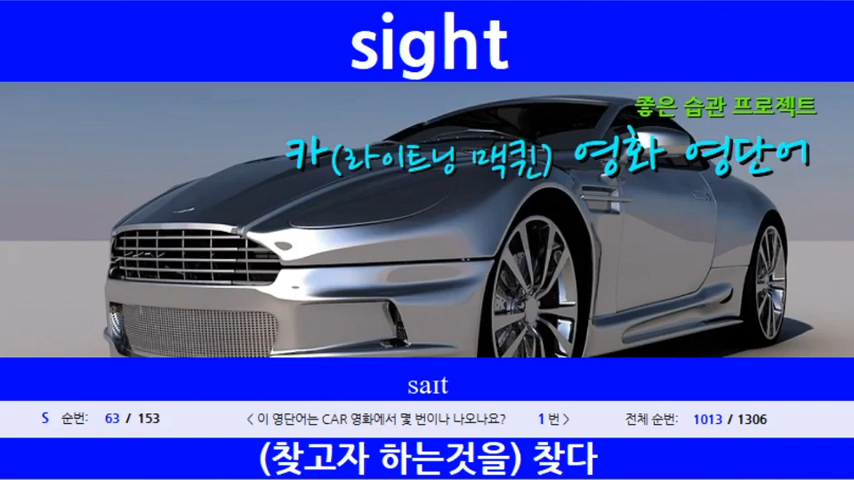 sight
좋은 습관 프로젝트
카(라이트닝 맥퀸) 영화 영단어
saɪt
S 순번: 63 / 153 < 이 영단어는 CAR 영화에서 몇 번이나 나오나요? 1 번 > 전체 순번: 1013 / 1306
(찾고자 하는것을) 찾다